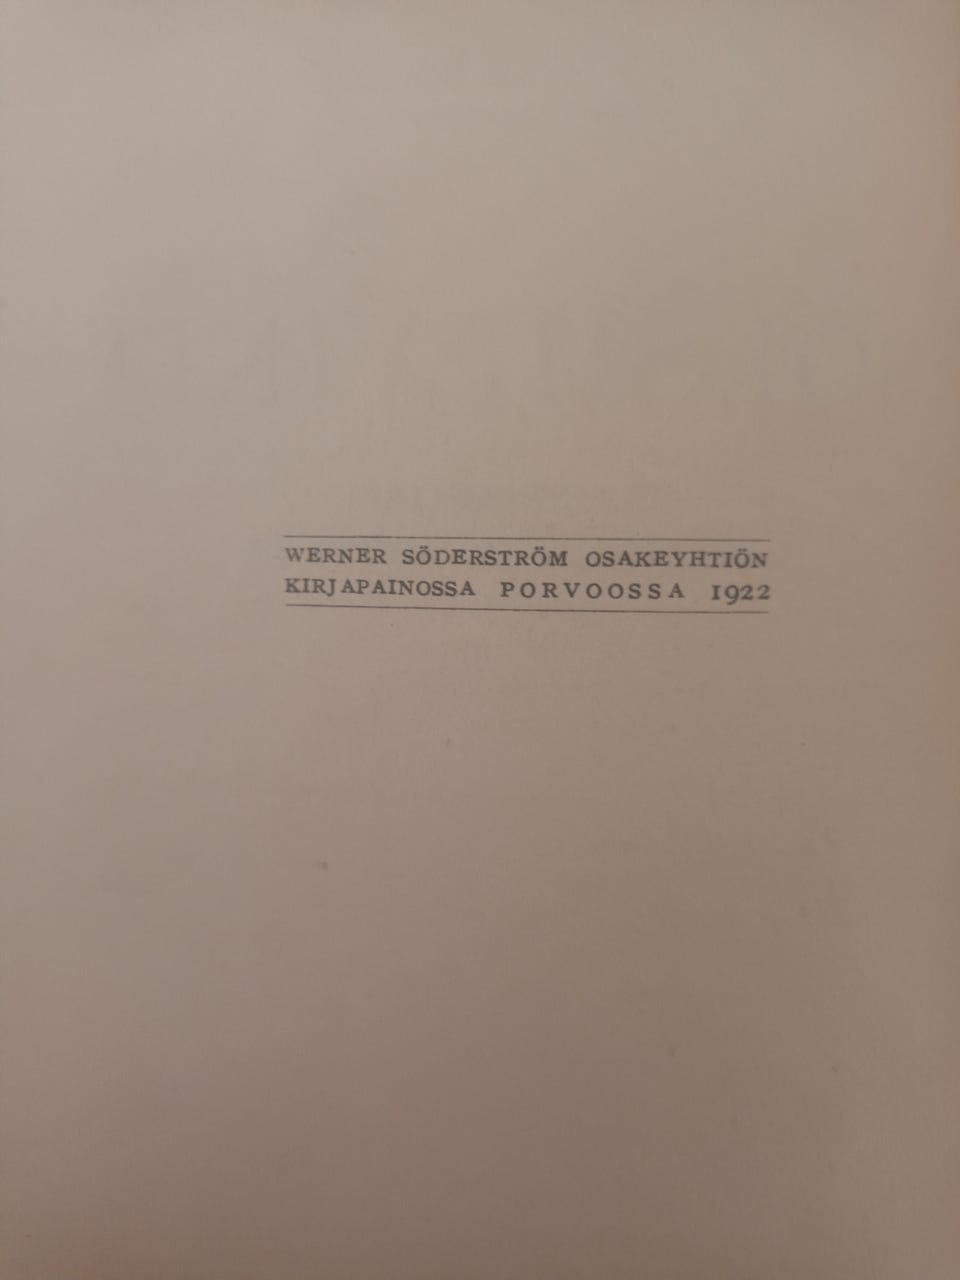 WERNER SÖDERSTRÖM OSAKEYHTIÖN
KIRJAPAINOSSA PORVOOSSA 1922